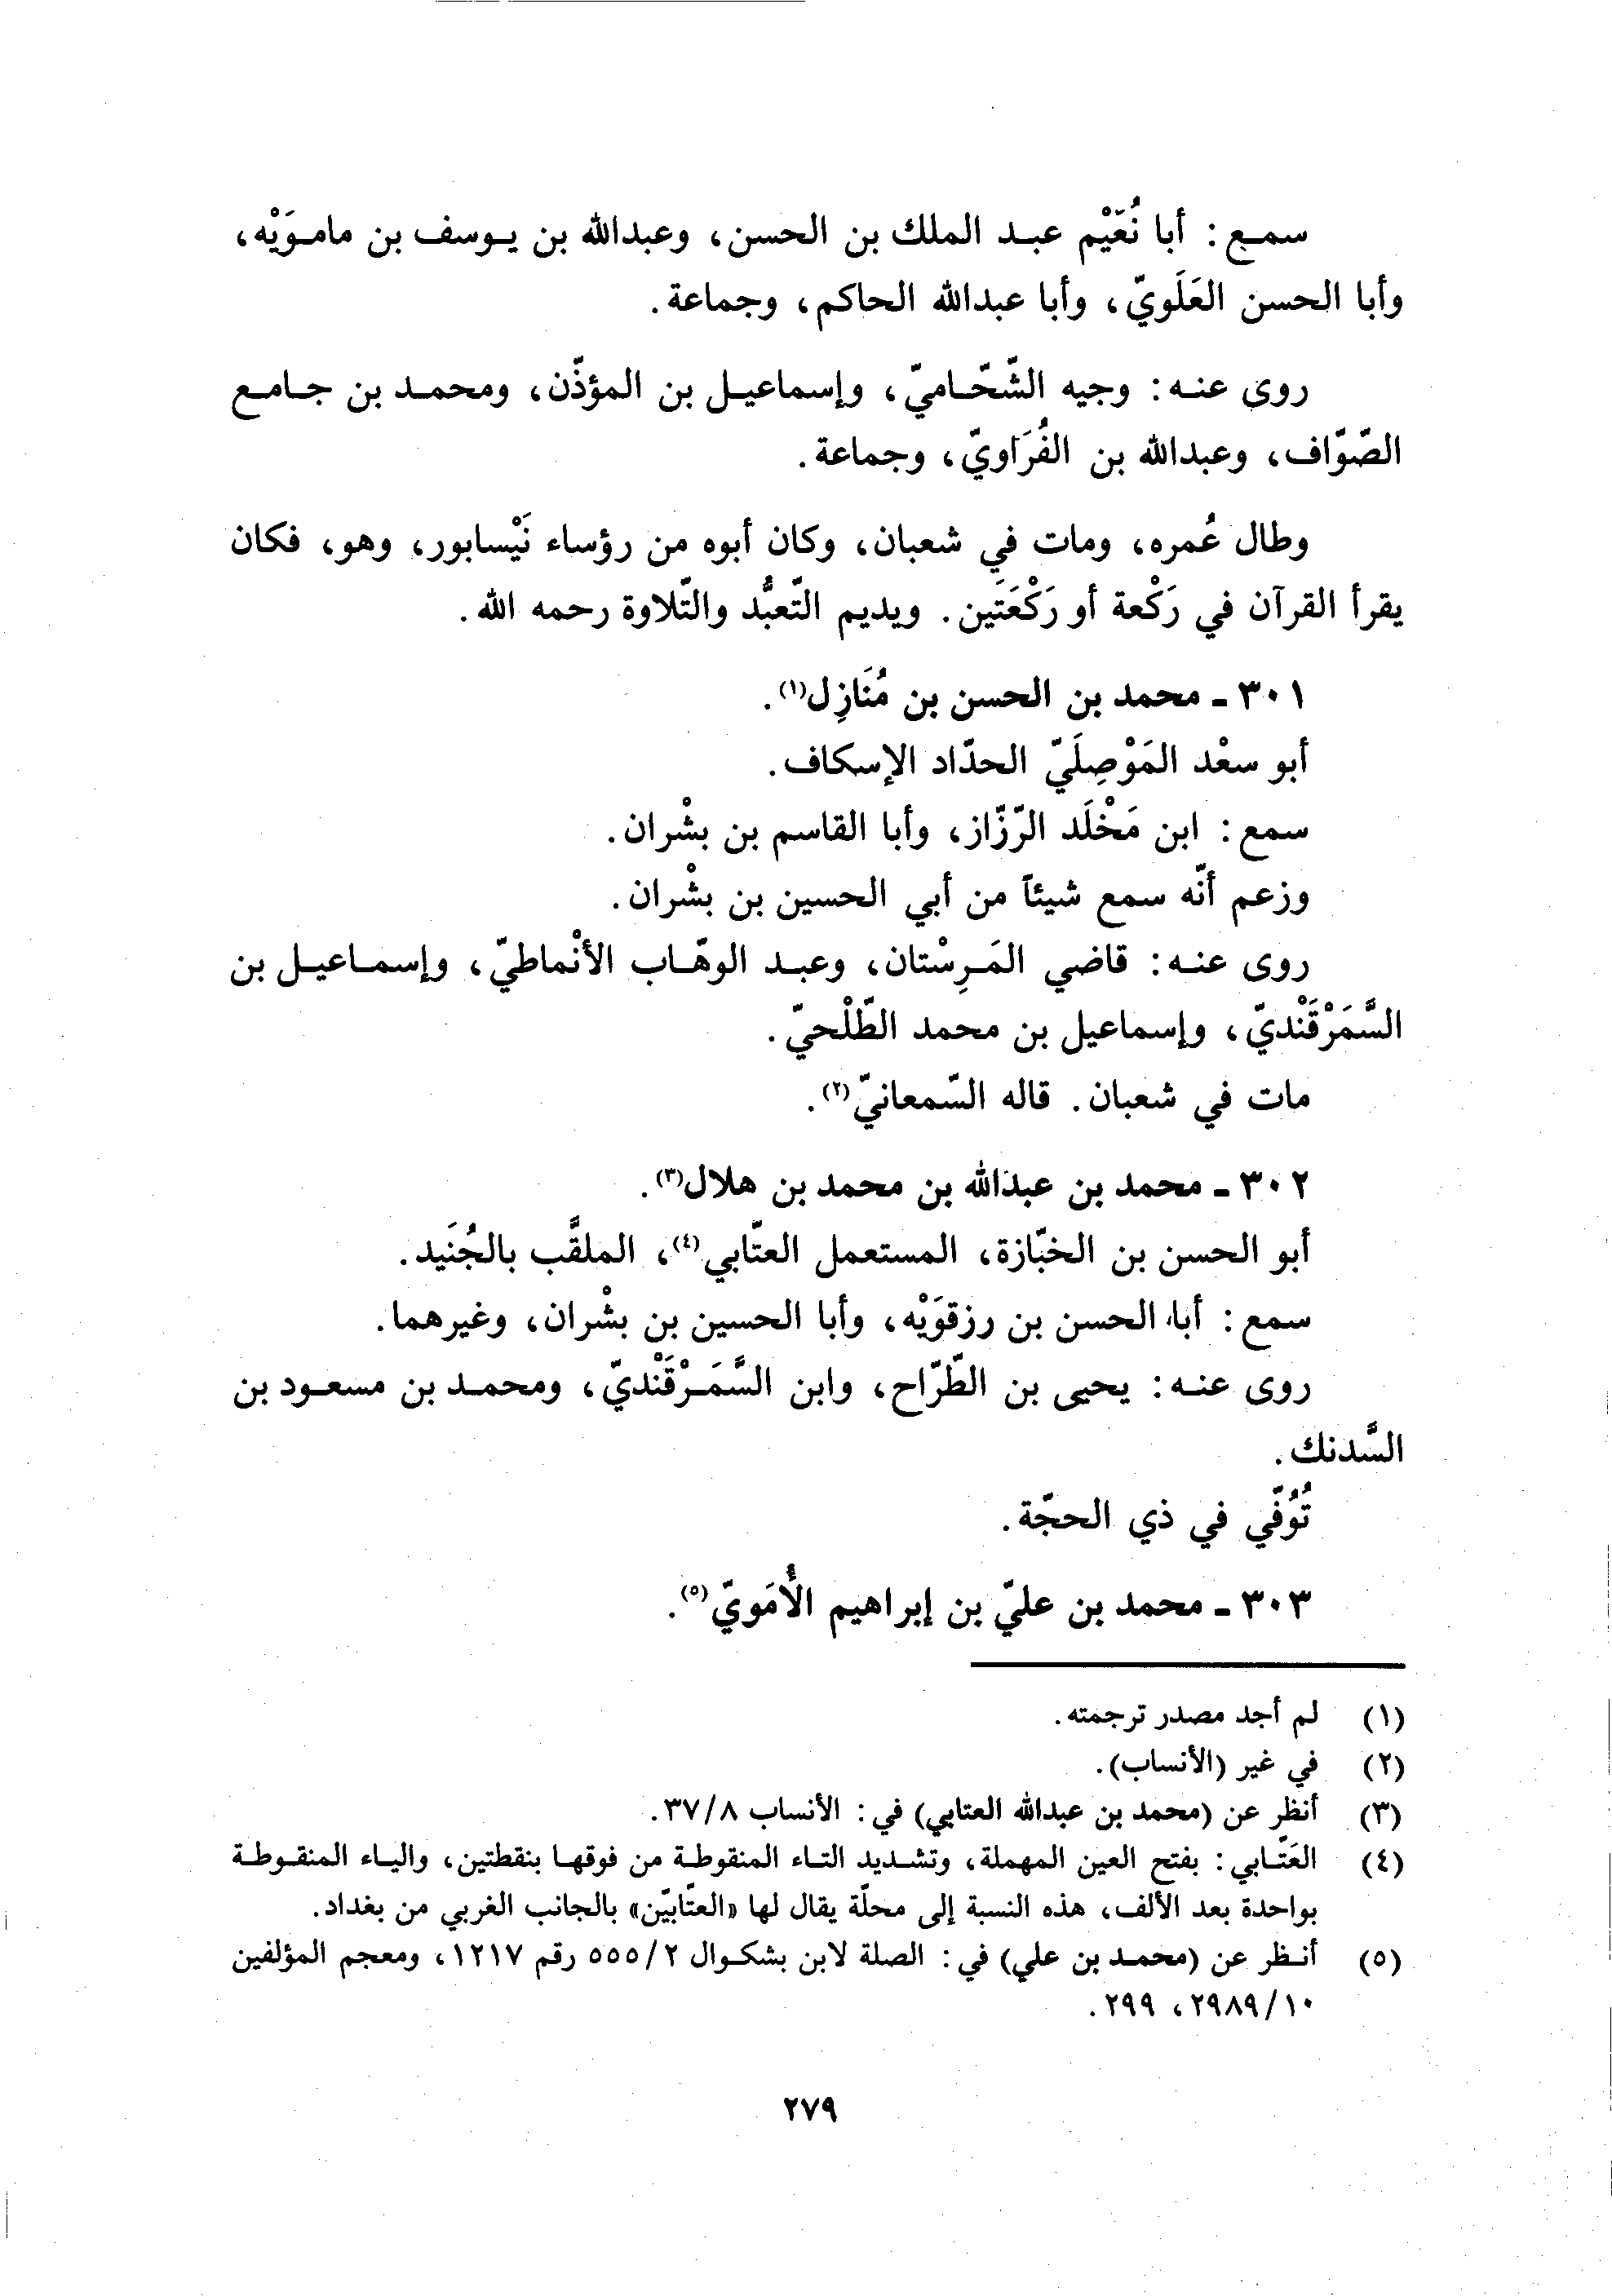 سمع: أبا نُعَيْم عبد الملك بن الحسن، وعبدالله بن يوسف بن مامويْه،
وأبا الحسن العَلَويّ، وأبا عبدالله الحاكم، وجماعة.
روى عنه: وجيه الشّحّاميّ، وإسماعيل بن المؤذّن، ومحمد بن جامع
الصّوّاف، وعبدالله بن الفُرَاويّ، وجماعة.
وطال عُمره، ومات في شعبان، وكان أبوه من رؤساء نَيْسابور، وهو، فكان
يقرأ القرآن في رَكْعة أو رَكْعَتَين. ويديم التّعبُّد والتّلاوة رحمه الله.
٣٠١ ـ محمد بن الحسن بن مُنَازِل(١).
أبو سعْد المَوْصِلَيّ الحدّاد الإسكاف.
سمع: ابن مَخْلَد الرّزّاز، وأبا القاسم بن بشْران.
وزعم أنّه سمع شيئاً من أبي الحسين بن بشْران.
روى عنه: قاضي المَرِسْتان، وعبد الوهّاب الأنْماطيّ، وإسماعيل بن
السَّمَرْقَنْديّ، وإسماعيل بن محمد الطّلْحيّ.
مات في شعبان. قاله السّمعانيّ(٢).
٣٠٢ ـ محمد بن عبدالله بن محمد بن هلال(٣).
أبو الحسن بن الخبّازة، المستعمل العتّابي(٤)، الملقَّب بالجُنَيد.
سمع: أبا الحسن بن رزقوَيْه، وأبا الحسين بن بشْران، وغيرهما.
روى عنه: يحيى بن الطّرّاح، وابن السَّمَرْقَنْديّ، ومحمد بن مسعود بن
السَّدنك.
تُوُفّي في ذي الحجّة.
٣٠٣ ـ محمد بن عليّ بن إبراهيم الأُمَويّ(٥).
(١) لم أجد مصدر ترجمته.
(٢) في غير (الأنساب).
(٣) أنظر عن (محمد بن عبدالله العتابي) في: الأنساب ٣٧/٨.
(٤) العَتّابي: بفتح العين المهملة، وتشديد التاء المنقوطة من فوقها بنقطتين، والياء المنقوطة
بواحدة بعد الألف، هذه النسبة إلى محلّة يقال لها «العتّابيّن» بالجانب الغربي من بغداد.
(٥) أنظر عن (محمد بن علي) في: الصلة لابن بشكوال ٥٥٥/٢ رقم ١٢١٧، ومعجم المؤلفين
٢٩٨٩/١٠، ٢٩٩.
٢٧٩